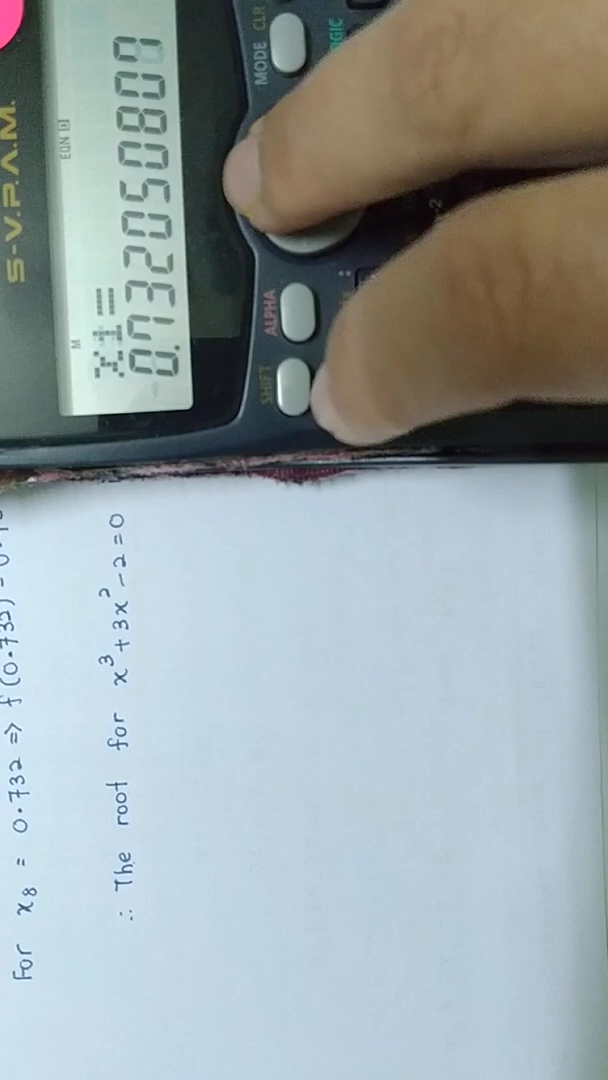 S-V.P.A.M.
M EQN D
X1=
0.732050808
SHIFT ALPHA MODE CLR
For x₈ = 0.732 => f(0.732) =
∴ The root for x³ + 3x² - 2 = 0